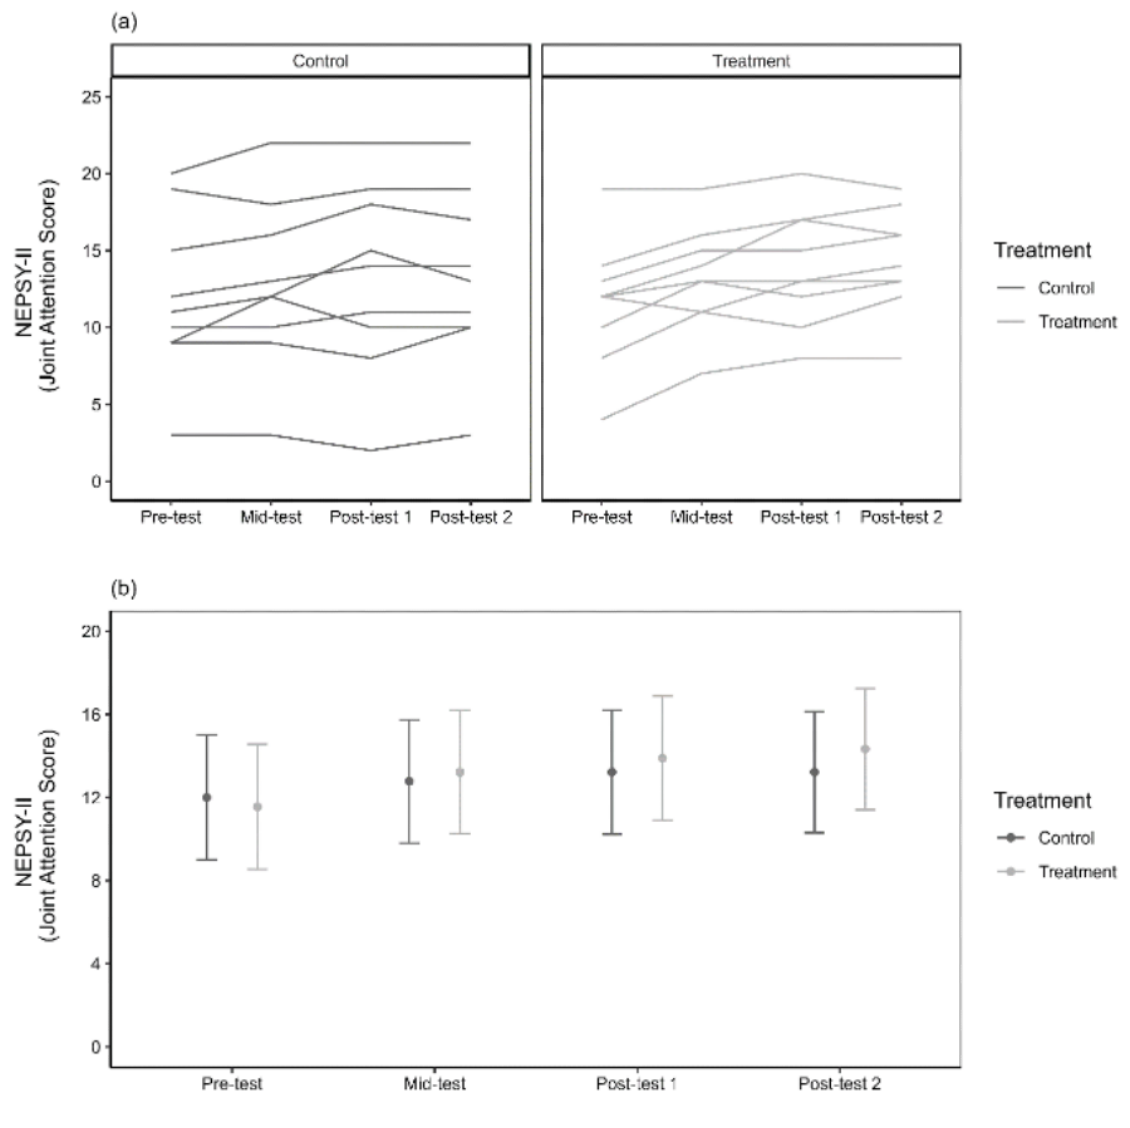 (a)
Control
Treatment
25
20
15
10
5
0
NEPSY-II
(Joint Attention Score)
Pre-test
Mid-test
Post-test 1
Post-test 2
Pre-test
Mid-test
Post-test 1
Post-test 2
Treatment
Control
Treatment
(b)
20
16
12
8
4
0
NEPSY-II
(Joint Attention Score)
Pre-test
Mid-test
Post-test 1
Post-test 2
Treatment
Control
Treatment